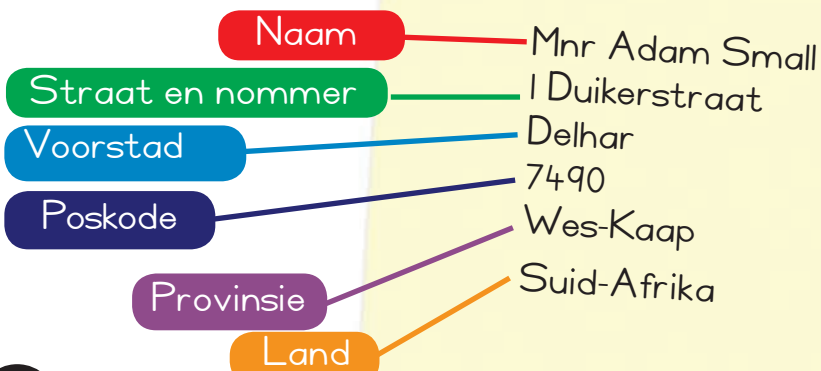 Naam
Mnr Adam Small
Straat en nommer
1 Duikerstraat
Voorstad
Delhar
Poskode
7490
Provinsie
Wes-Kaap
Land
Suid-Afrika